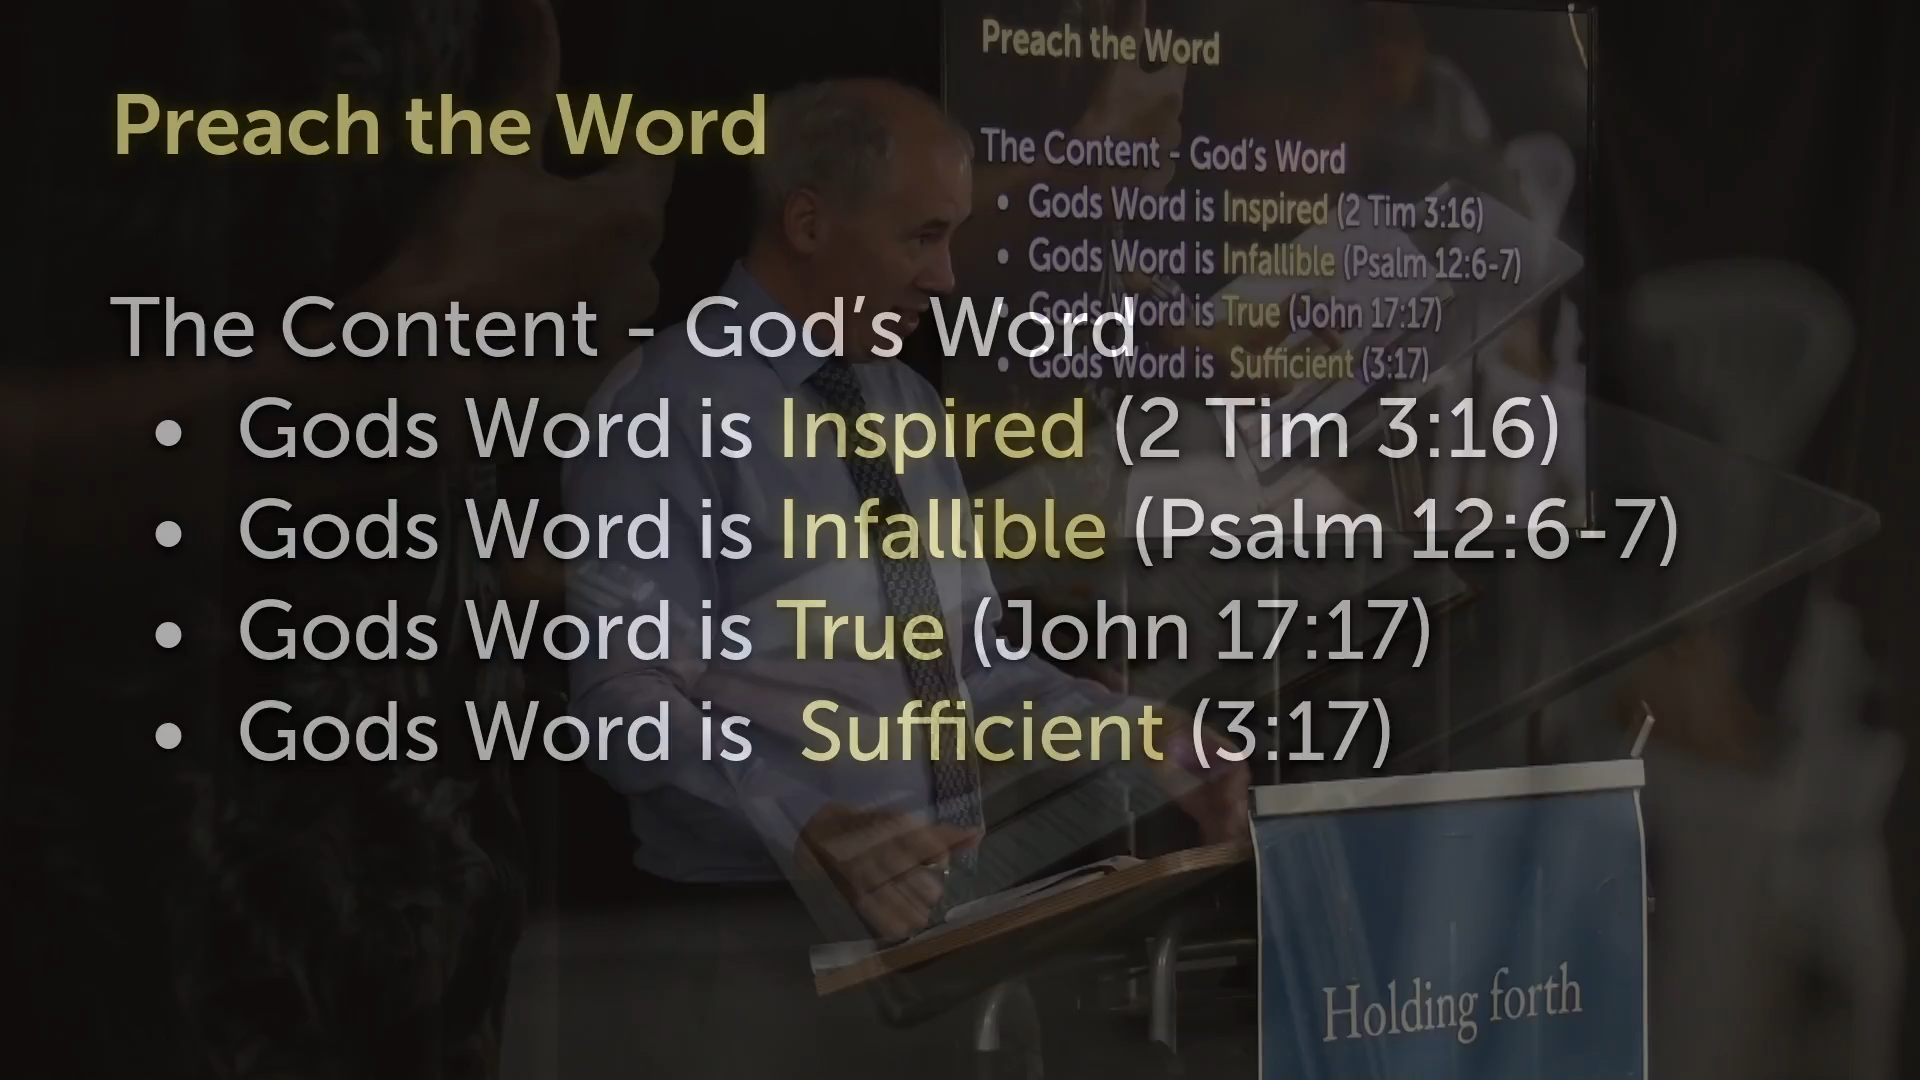 Preach the Word
The Content - God's Word
• Gods Word is Inspired (2 Tim 3:16)
• Gods Word is Infallible (Psalm 12:6-7)
• Gods Word is True (John 17:17)
• Gods Word is  Sufficient (3:17)
Preach the Word
The Content - God's Word
• Gods Word is Inspired (2 Tim 3:16)
• Gods Word is Infallible (Psalm 12:6-7)
• Gods Word is True (John 17:17)
• Gods Word is  Sufficient (3:17)
Holding forth